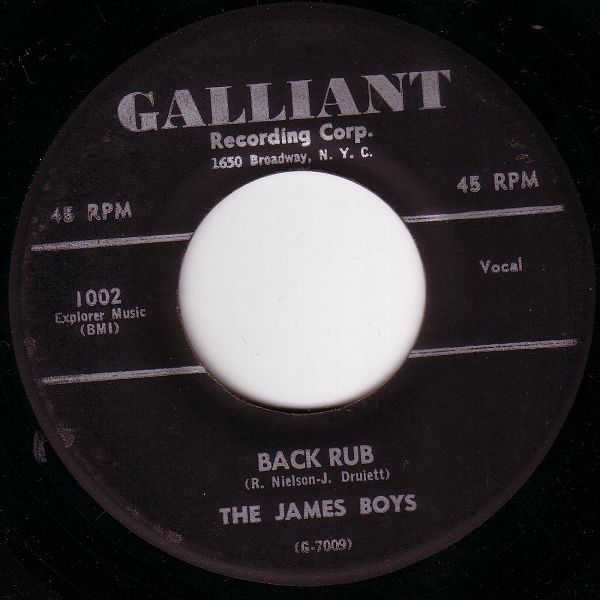 GALLIANT
Recording Corp.
1650 Broadway, N. Y. C.
45 RPM
45 RPM
1002
Explorer Music
(BMI)
Vocal
BACK RUB
(R. Nielson-J. Druiett)
THE JAMES BOYS
(G-7009)